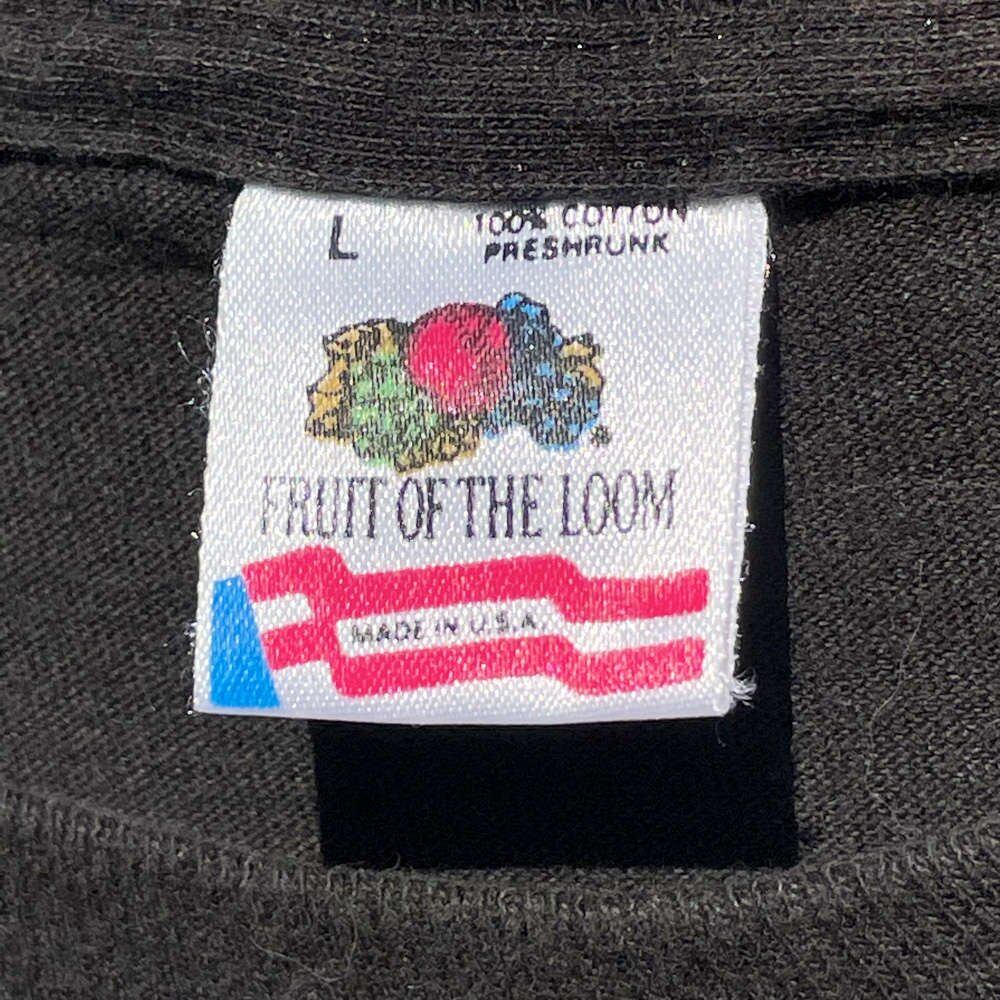 L
100% COTTON
PRESHRUNK
®
FRUIT OF THE LOOM
MADE IN U.S.A.